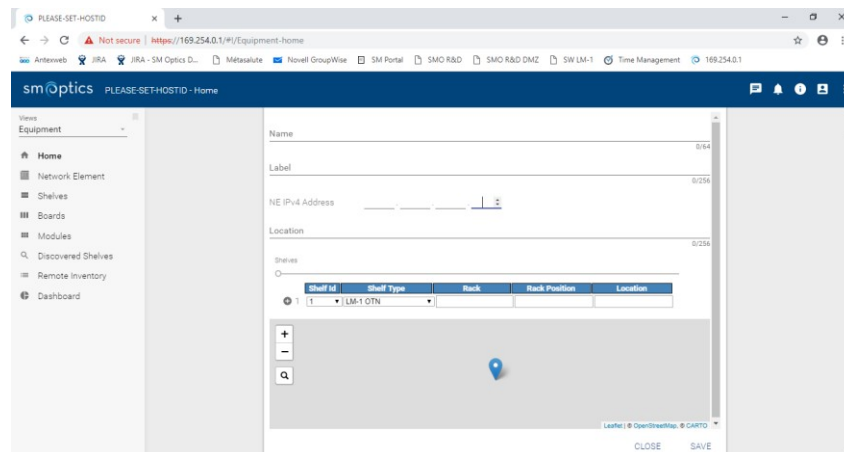 PLEASE-SET-HOSTID
Not secure | https://169.254.0.1/#!/Equipment-home
Antexweb JIRA JIRA - SM Optics D... Métasalute Novell GroupWise SM Portal SMO R&D SMO R&D DMZ SW LM-1 Time Management 169.254.0.1
smoptics PLEASE-SET-HOSTID - Home
Views
Equipment
Home
Network Element
Shelves
Boards
Modules
Discovered Shelves
Remote Inventory
Dashboard
Name
0/64
Label
0/256
NE IPv4 Address
Location
0/256
Shelves
Shelf Id Shelf Type Rack Rack Position Location
1 1 LM-1 OTN
+
−
Leaflet | © OpenStreetMap, © CARTO
CLOSE SAVE